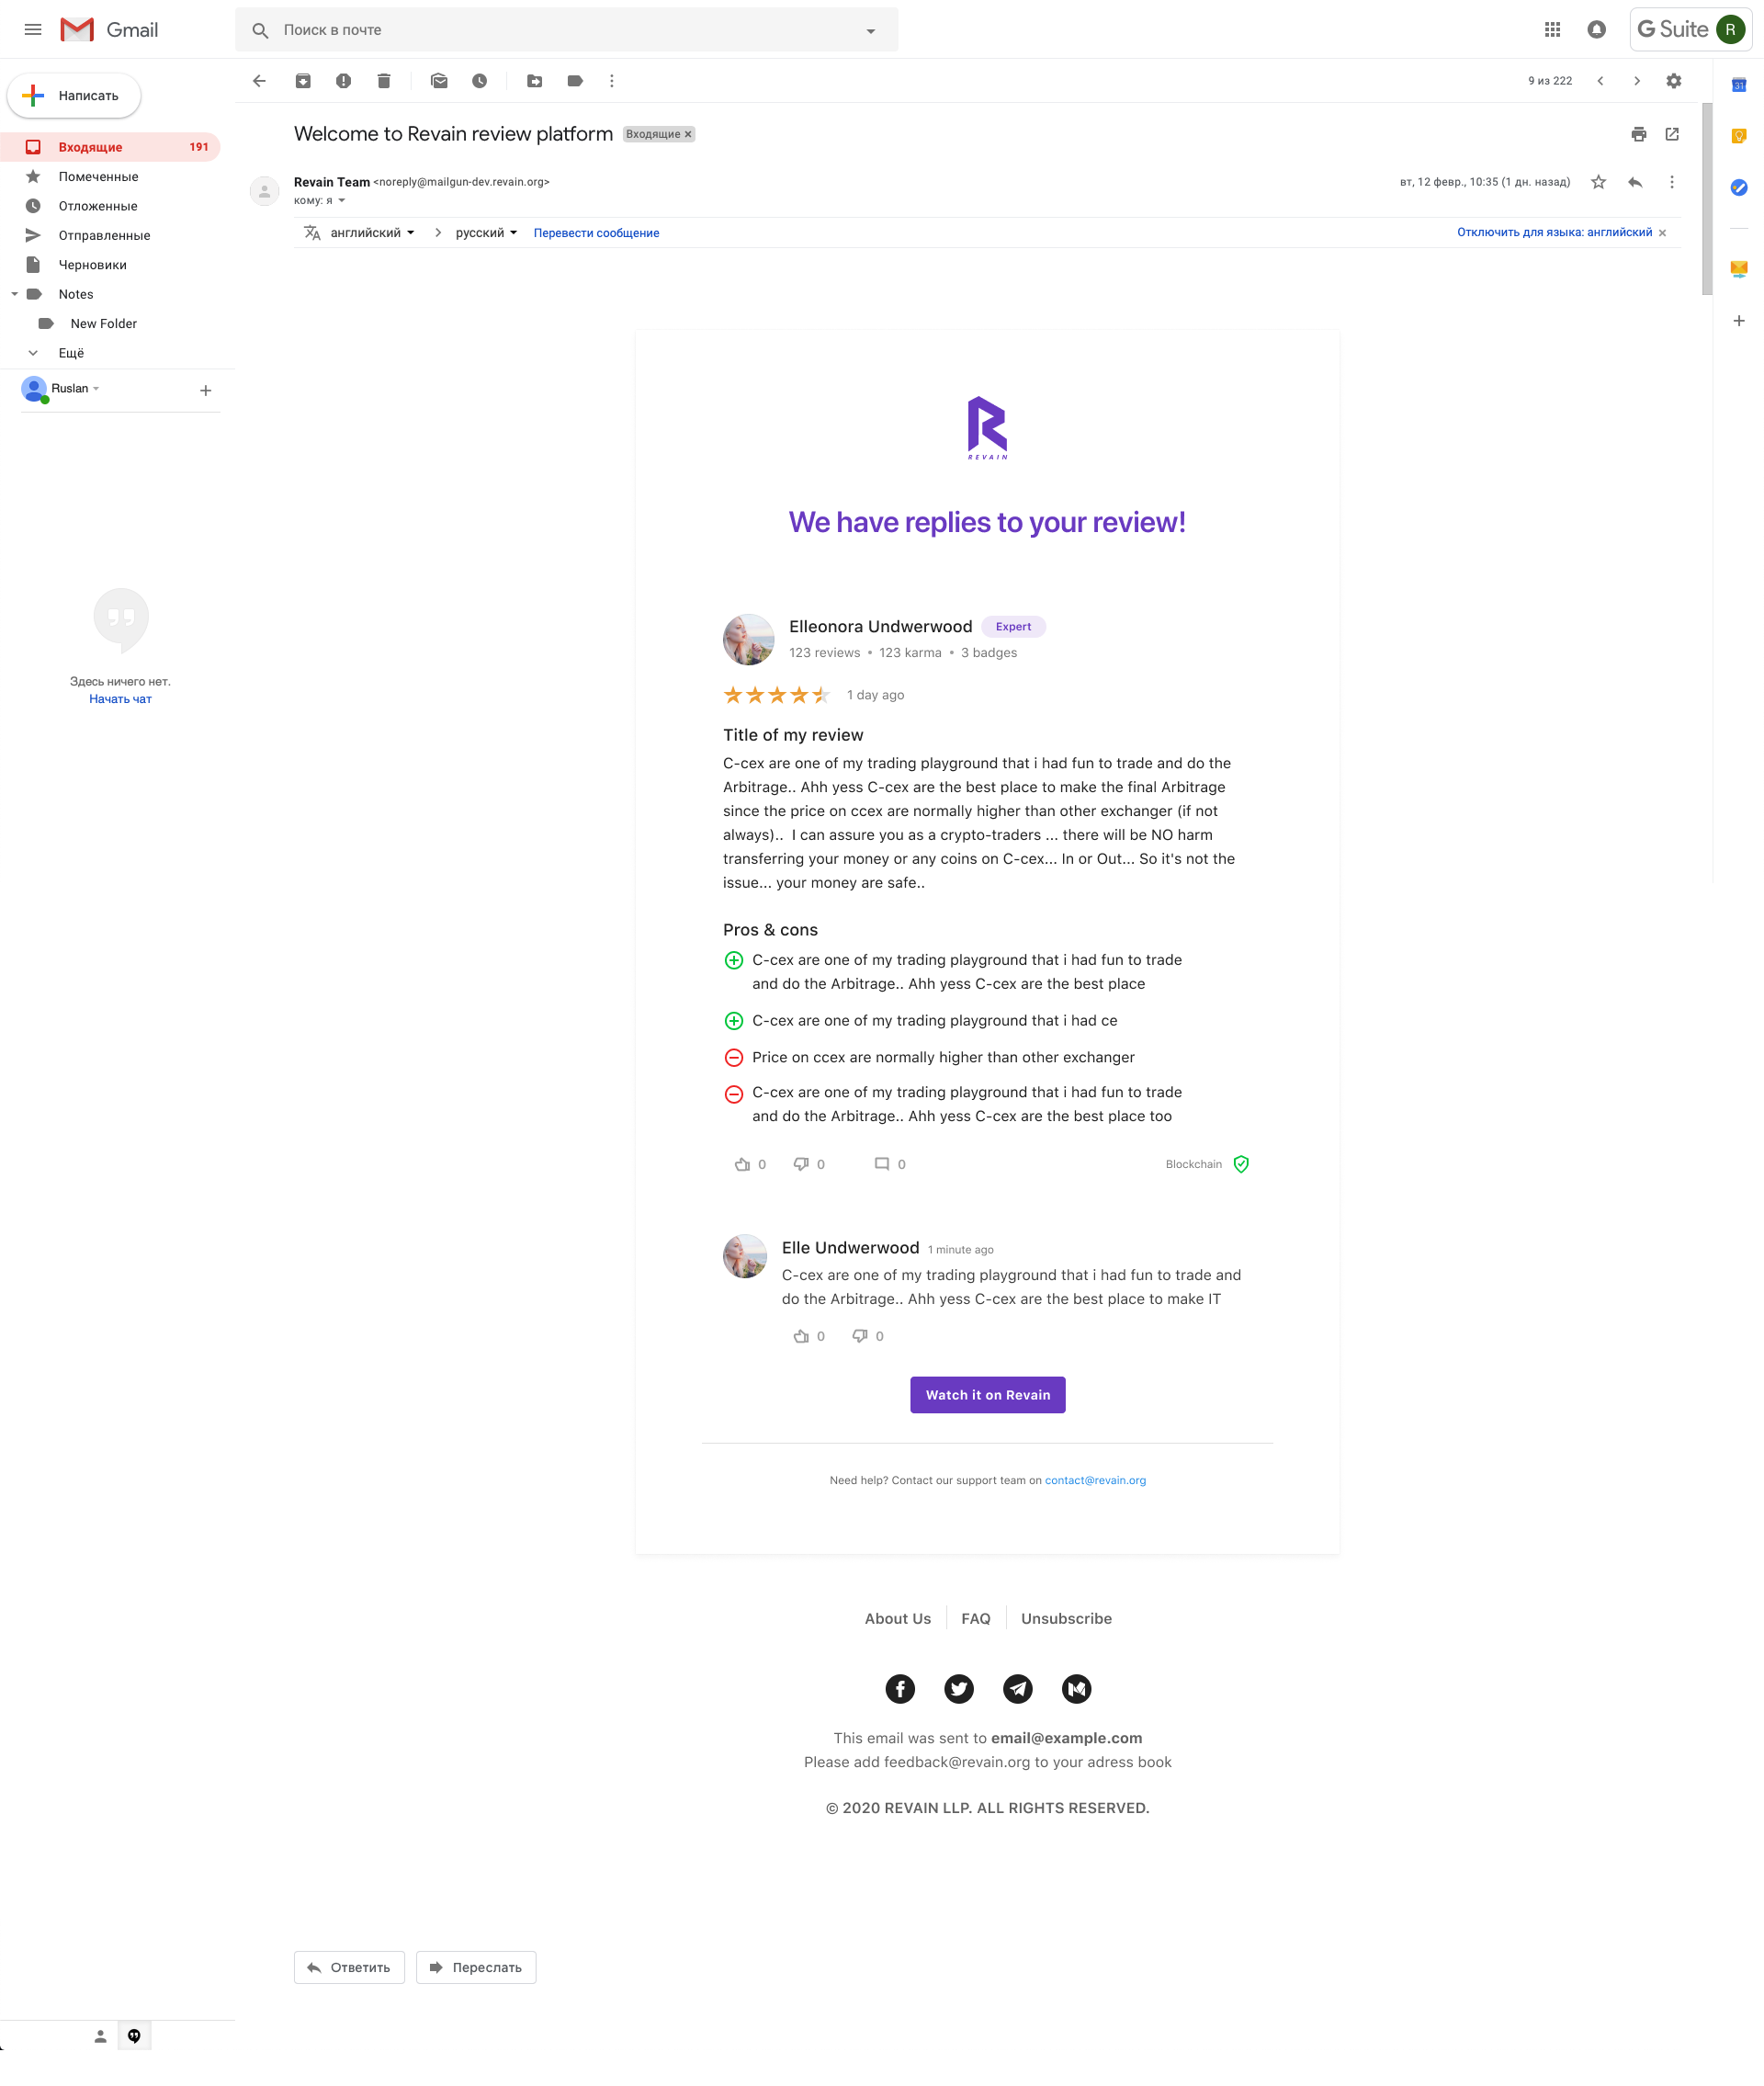 Gmail
Поиск в почте
G Suite
R
Написать
9 из 222
31
Входящие 191
Помеченные
Отложенные
Отправленные
Черновики
Notes
New Folder
Ещё
Ruslan
Здесь ничего нет.
Начать чат
Welcome to Revain review platform
Входящие ×
Revain Team <noreply@mailgun-dev.revain.org>
вт, 12 февр., 10:35 (1 дн. назад)
кому: я
английский > русский Перевести сообщение
Отключить для языка: английский ×
REVAIN
We have replies to your review!
Elleonora Undwerwood Expert
123 reviews • 123 karma • 3 badges
1 day ago
Title of my review
C-cex are one of my trading playground that i had fun to trade and do the
Arbitrage.. Ahh yess C-cex are the best place to make the final Arbitrage
since the price on ccex are normally higher than other exchanger (if not
always)..  I can assure you as a crypto-traders ... there will be NO harm
transferring your money or any coins on C-cex... In or Out... So it's not the
issue... your money are safe..
Pros & cons
C-cex are one of my trading playground that i had fun to trade
and do the Arbitrage.. Ahh yess C-cex are the best place
C-cex are one of my trading playground that i had ce
Price on ccex are normally higher than other exchanger
C-cex are one of my trading playground that i had fun to trade
and do the Arbitrage.. Ahh yess C-cex are the best place too
0 0 0 Blockchain
Elle Undwerwood 1 minute ago
C-cex are one of my trading playground that i had fun to trade and
do the Arbitrage.. Ahh yess C-cex are the best place to make IT
0 0
Watch it on Revain
Need help? Contact our support team on contact@revain.org
About Us FAQ Unsubscribe
This email was sent to email@example.com
Please add feedback@revain.org to your adress book
© 2020 REVAIN LLP. ALL RIGHTS RESERVED.
Ответить Переслать